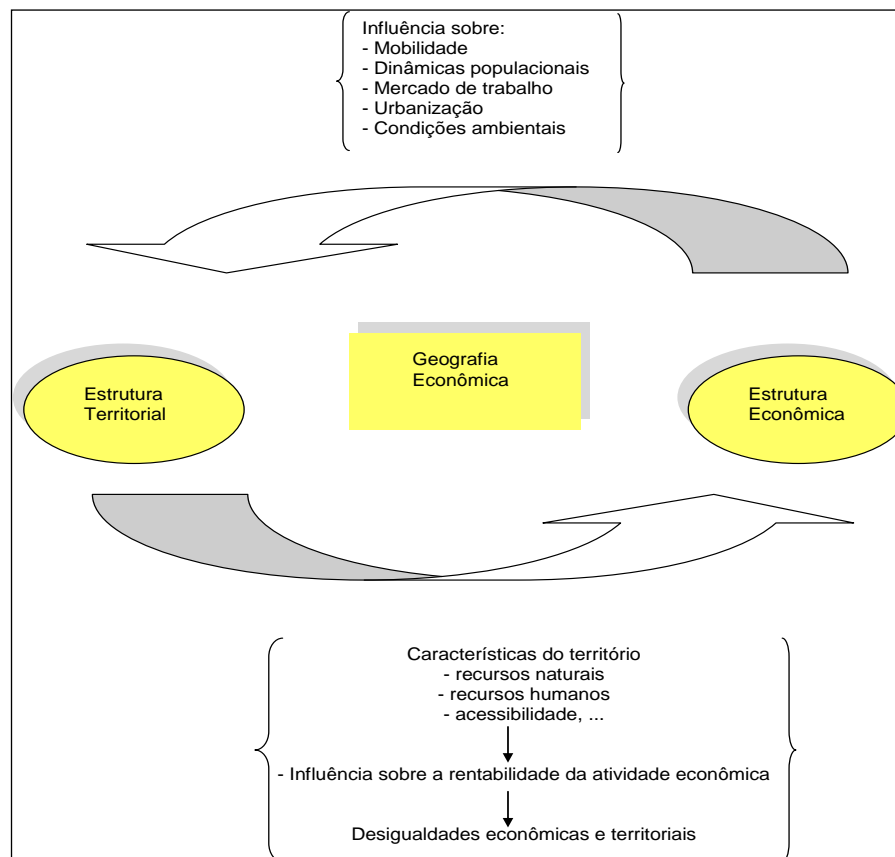 Influência sobre:
- Mobilidade
- Dinâmicas populacionais
- Mercado de trabalho
- Urbanização
- Condições ambientais
Geografia
Econômica
Estrutura
Territorial
Estrutura
Econômica
Características do território
- recursos naturais
- recursos humanos
- acessibilidade, ...
- Influência sobre a rentabilidade da atividade econômica
Desigualdades econômicas e territoriais